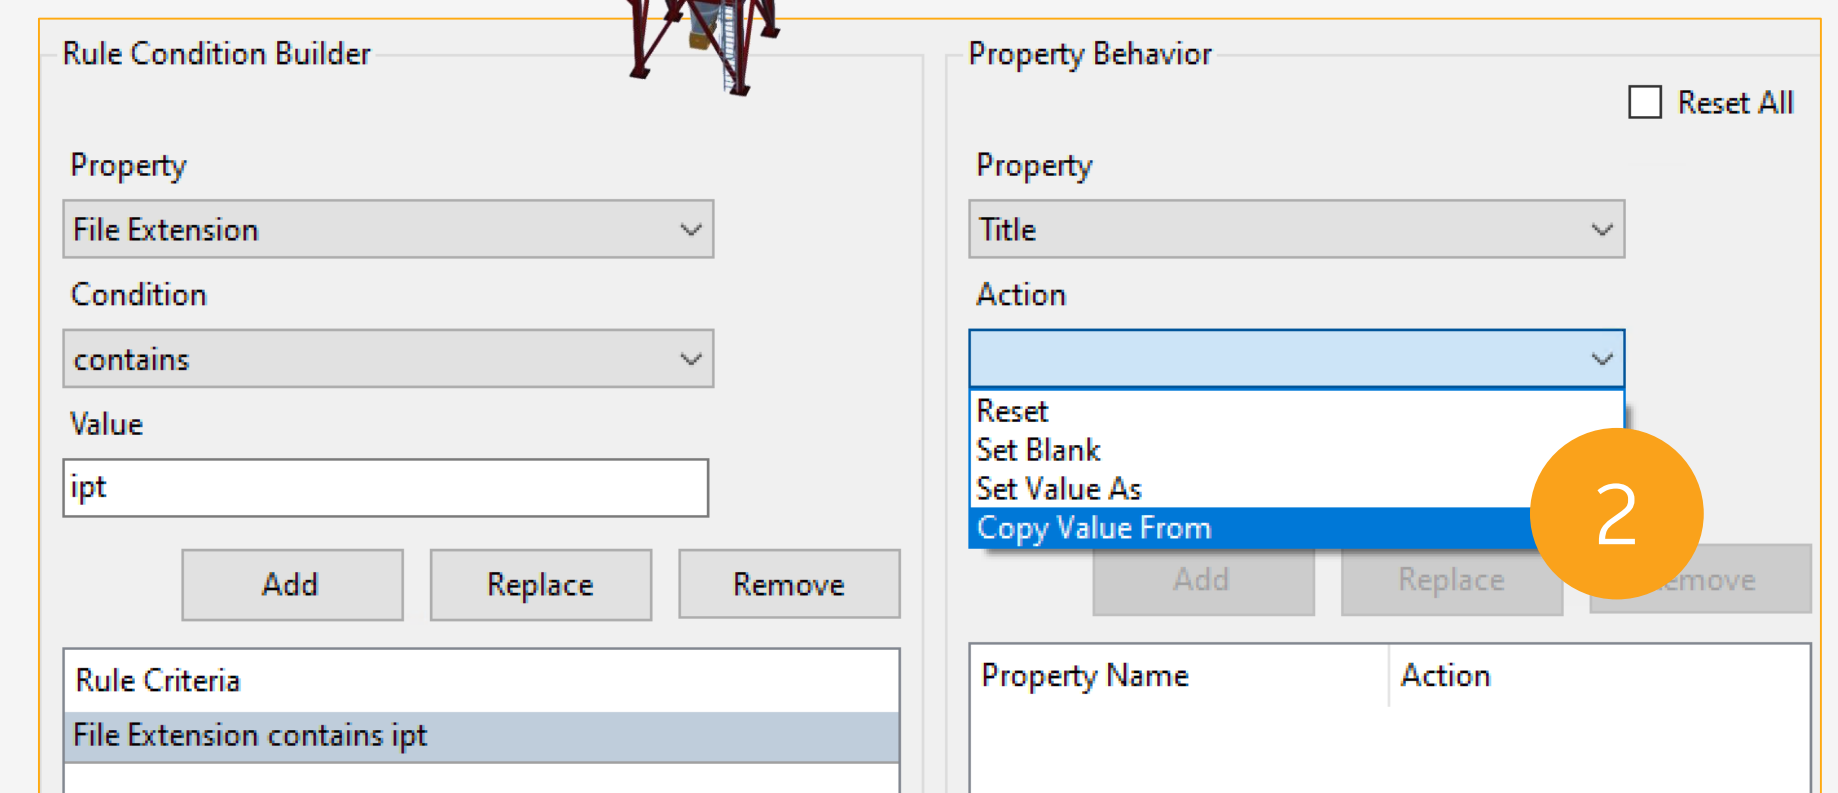 Rule Condition Builder
Property
File Extension
Condition
contains
Value
ipt
Add Replace Remove
Rule Criteria
File Extension contains ipt
Property Behavior
Reset All
Property
Title
Action
Reset
Set Blank
Set Value As
Copy Value From
2
Add Replace emove
Property Name Action